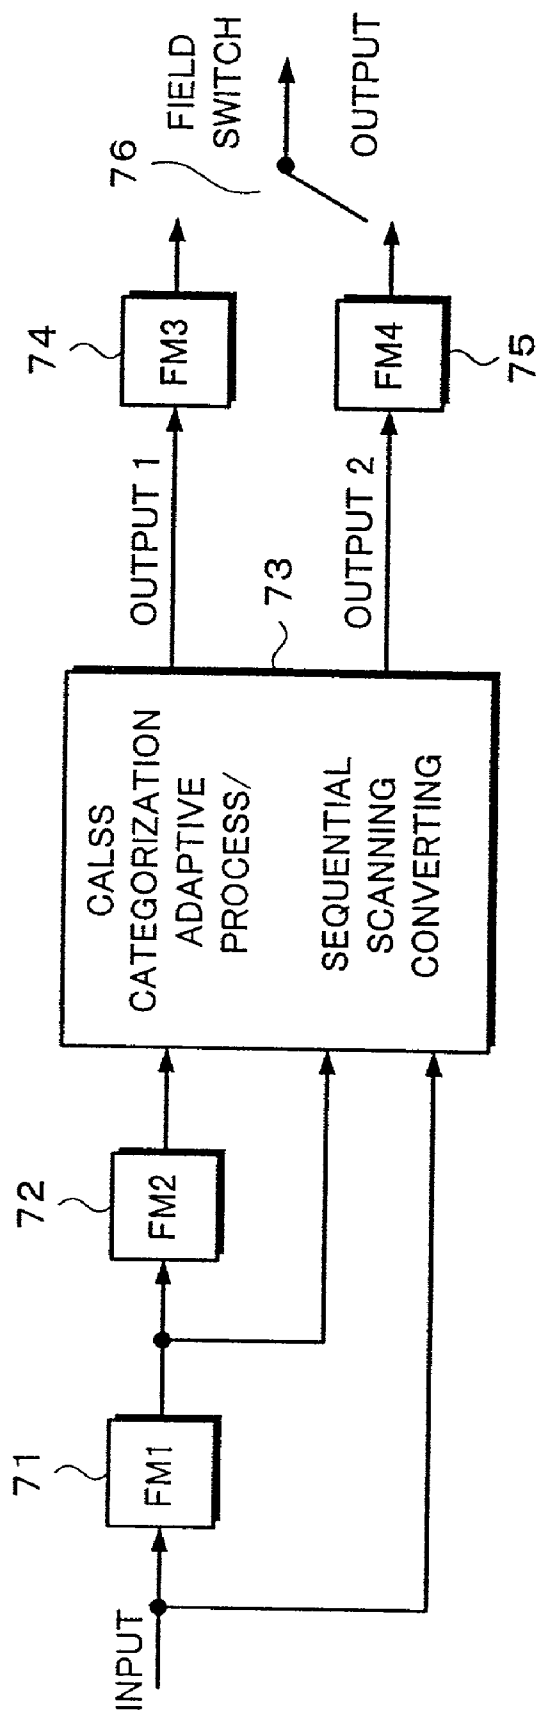 INPUT
71
FM1
72
FM2
CALSS
CATEGORIZATION
ADAPTIVE
PROCESS/
SEQUENTIAL
SCANNING
CONVERTING
73
OUTPUT 1
OUTPUT 2
74
FM3
FM4
75
76
FIELD
SWITCH
OUTPUT